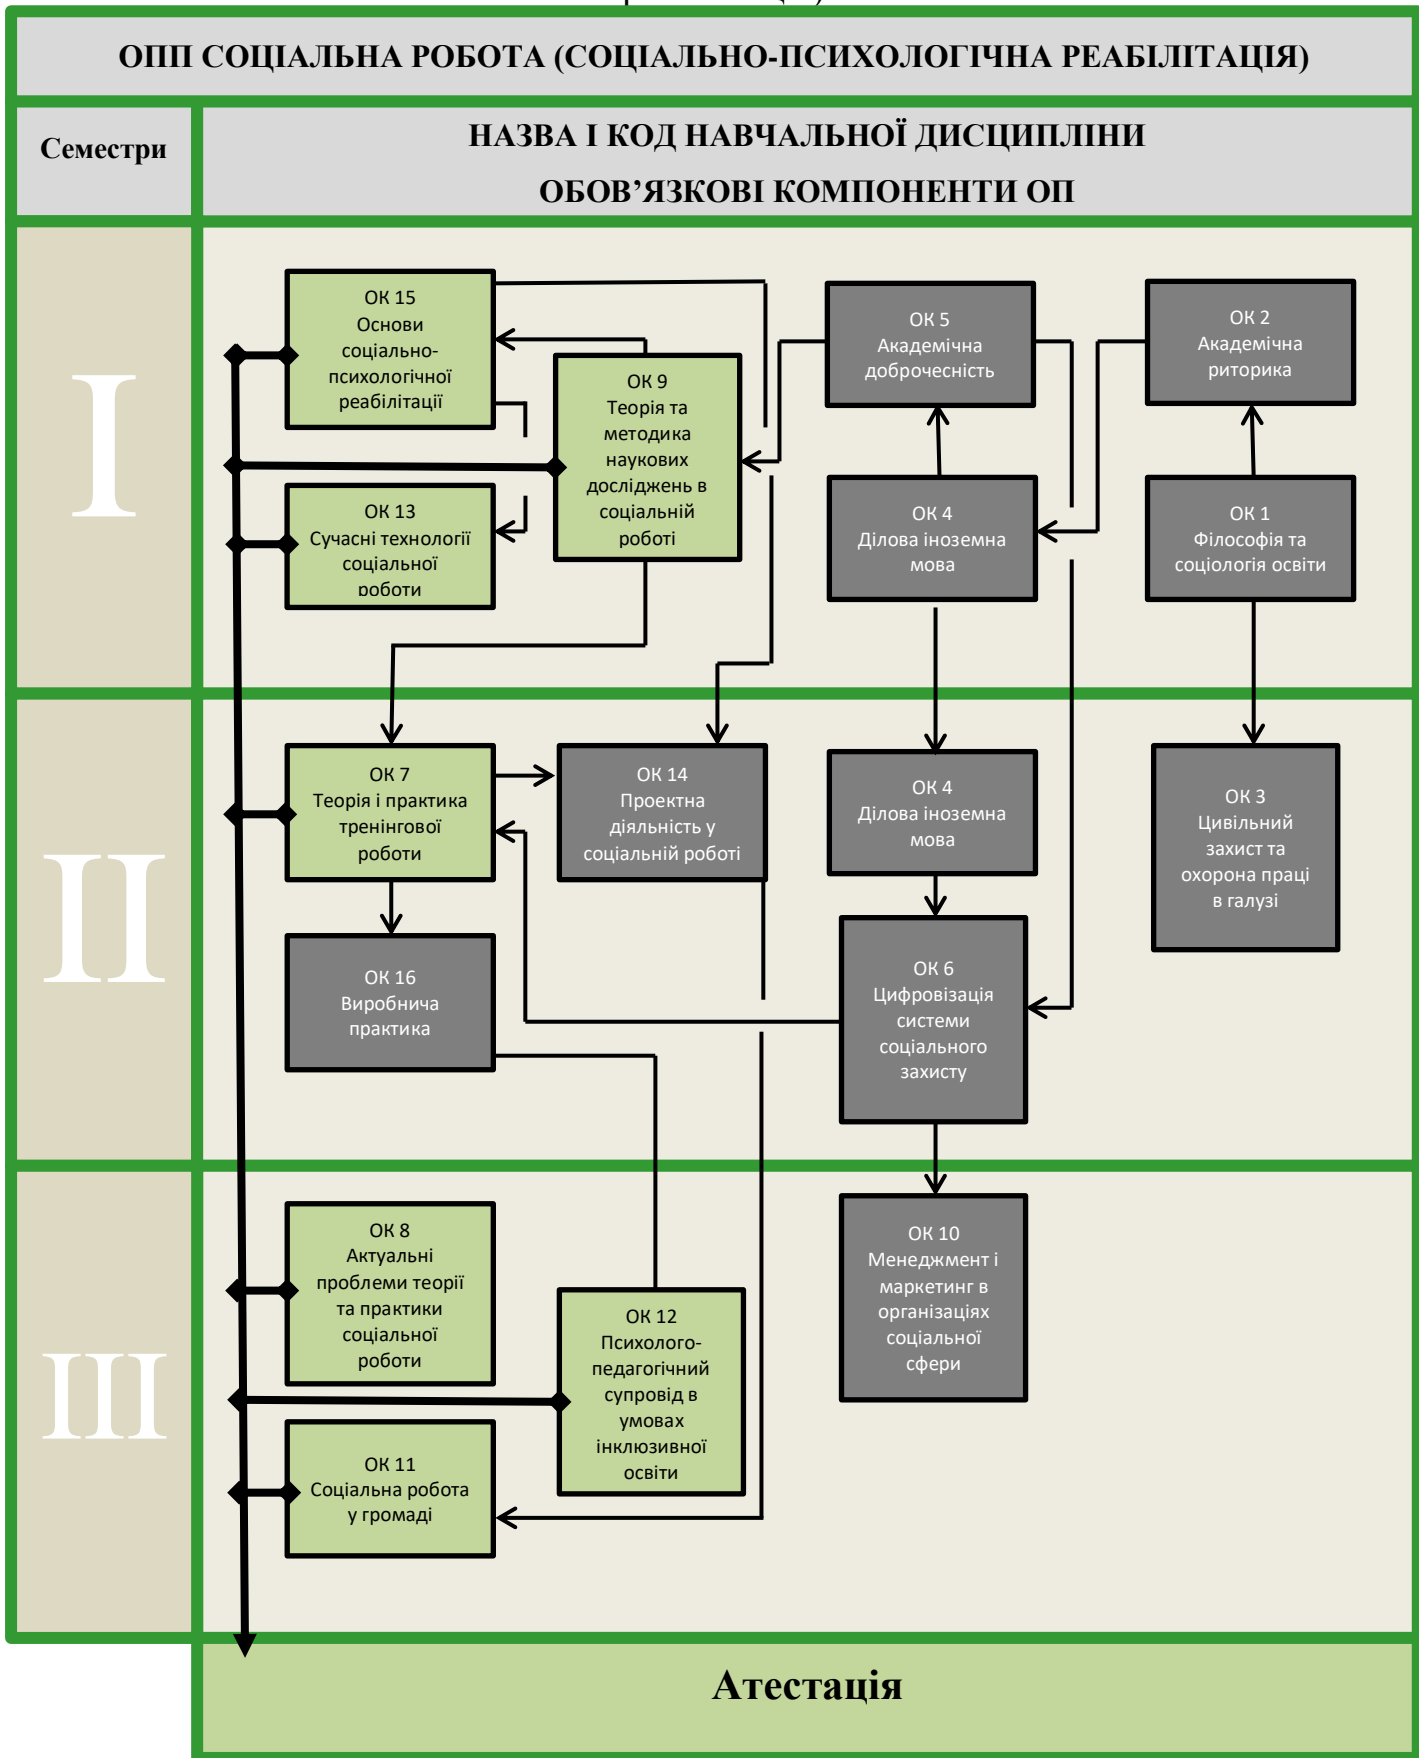 ОПП СОЦІАЛЬНА РОБОТА (СОЦІАЛЬНО-ПСИХОЛОГІЧНА РЕАБІЛІТАЦІЯ)
Семестри
НАЗВА І КОД НАВЧАЛЬНОЇ ДИСЦИПЛІНИ
ОБОВ’ЯЗКОВІ КОМПОНЕНТИ ОП
I
ОК 15
Основи
соціально-
психологічної
реабілітації
ОК 9
Теорія та
методика
наукових
досліджень в
соціальній
роботі
ОК 5
Академічна
доброчесність
ОК 2
Академічна
риторика
ОК 13
Сучасні технології
соціальної
роботи
ОК 4
Ділова іноземна
мова
ОК 1
Філософія та
соціологія освіти
II
ОК 7
Теорія і практика
тренінгової
роботи
ОК 14
Проектна
діяльність у
соціальній роботі
ОК 4
Ділова іноземна
мова
ОК 3
Цивільний
захист та
охорона праці
в галузі
ОК 16
Виробнича
практика
ОК 6
Цифровізація
системи
соціального
захисту
III
ОК 8
Актуальні
проблеми теорії
та практики
соціальної
роботи
ОК 12
Психолого-
педагогічний
супровід в
умовах
інклюзивної
освіти
ОК 10
Менеджмент і
маркетинг в
організаціях
соціальної
сфери
ОК 11
Соціальна робота
у громаді
Атестація